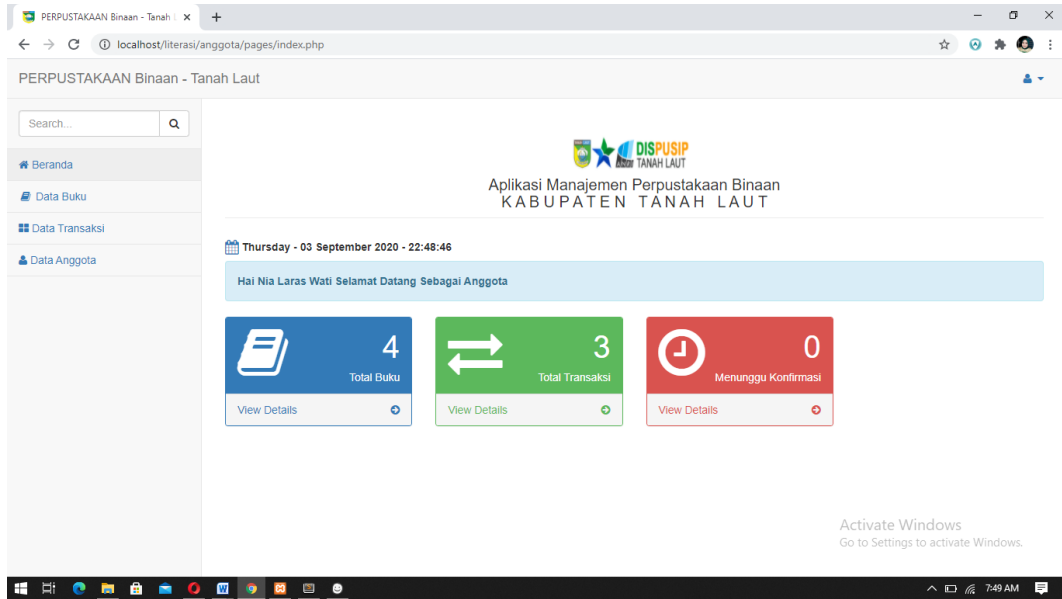 PERPUSTAKAAN Binaan - Tanah
localhost/literasi/anggota/pages/index.php
PERPUSTAKAAN Binaan - Tanah Laut
Search...
Beranda
Data Buku
Data Transaksi
Data Anggota
DISPUSIP
TANAH LAUT
Aplikasi Manajemen Perpustakaan Binaan
KABUPATEN TANAH LAUT
Thursday - 03 September 2020 - 22:48:46
Hai Nia Laras Wati Selamat Datang Sebagai Anggota
4
Total Buku
View Details
3
Total Transaksi
View Details
0
Menunggu Konfirmasi
View Details
Activate Windows
Go to Settings to activate Windows.
7:49 AM